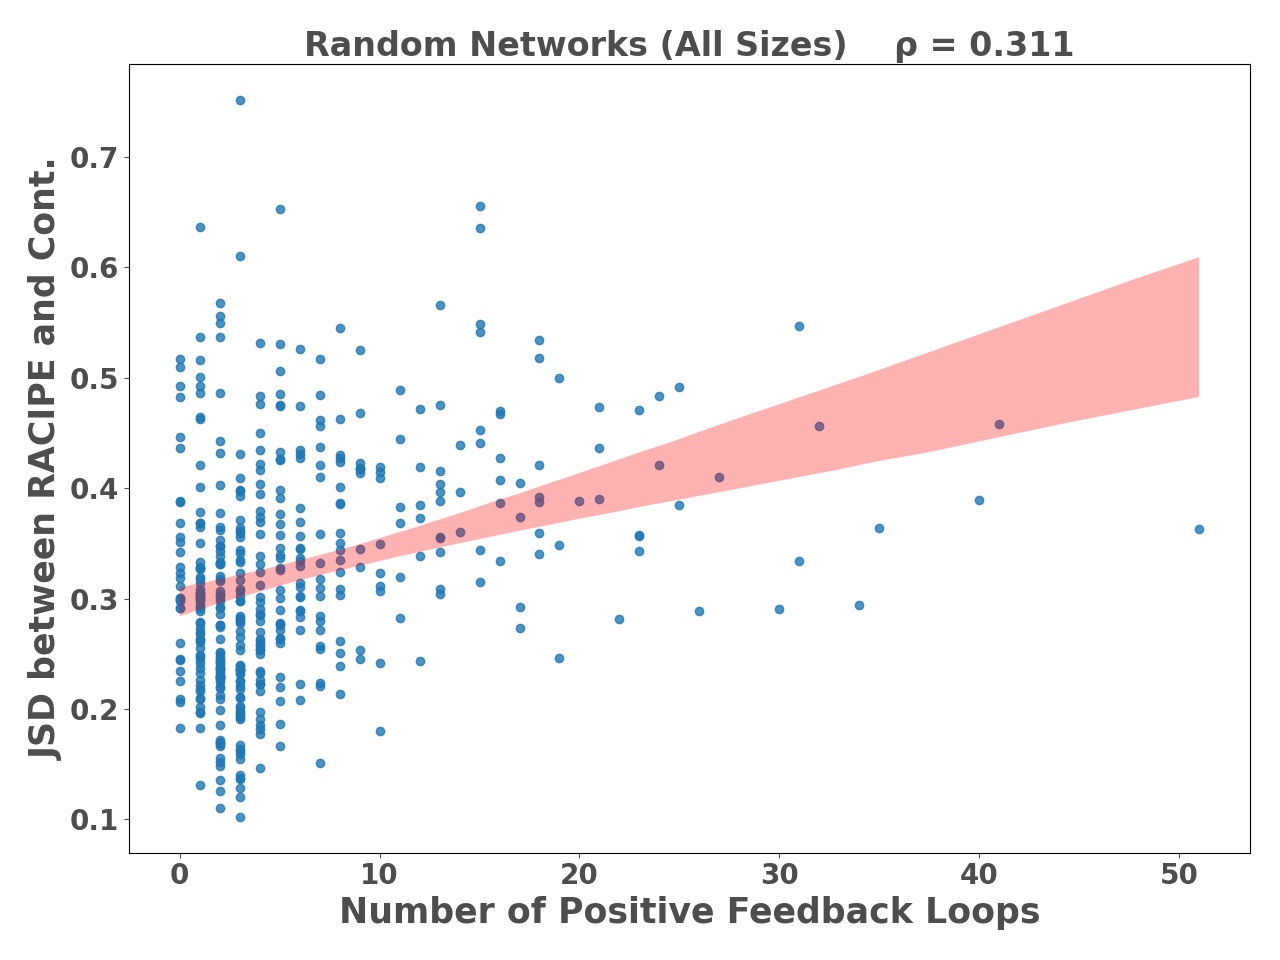 Random Networks (All Sizes) ρ = 0.311
JSD between RACIPE and Cont.
0.7
0.6
0.5
0.4
0.3
0.2
0.1
0 10 20 30 40 50
Number of Positive Feedback Loops